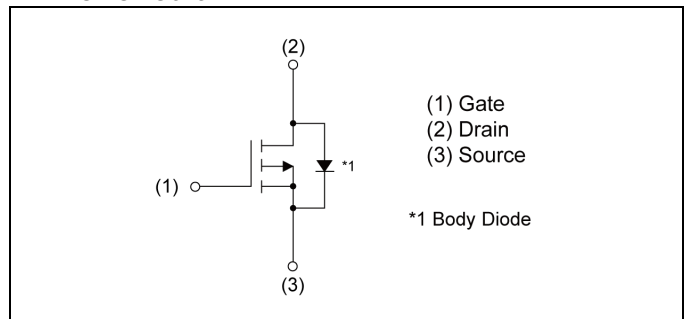 (2)
(1) Gate
(2) Drain
(3) Source
*1
(1)
*1 Body Diode
(3)